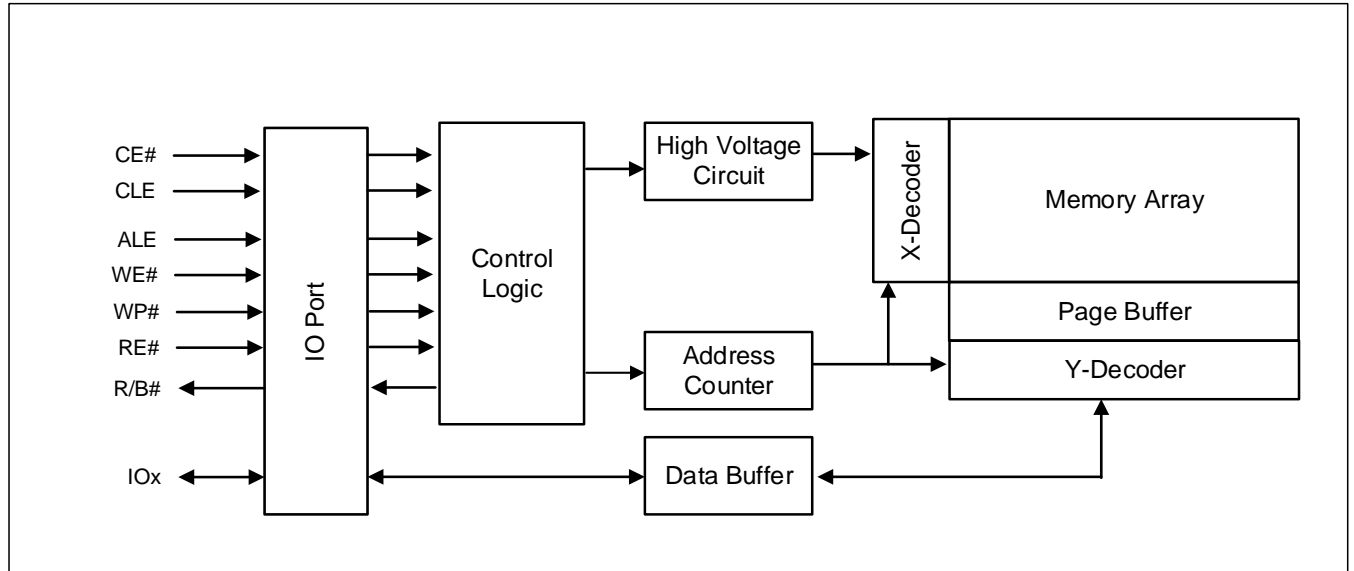 CE#
CLE
ALE
WE#
WP#
RE#
R/B#
IOx
IO Port
Control
Logic
High Voltage
Circuit
Address
Counter
Data Buffer
X-Decoder
Memory Array
Page Buffer
Y-Decoder